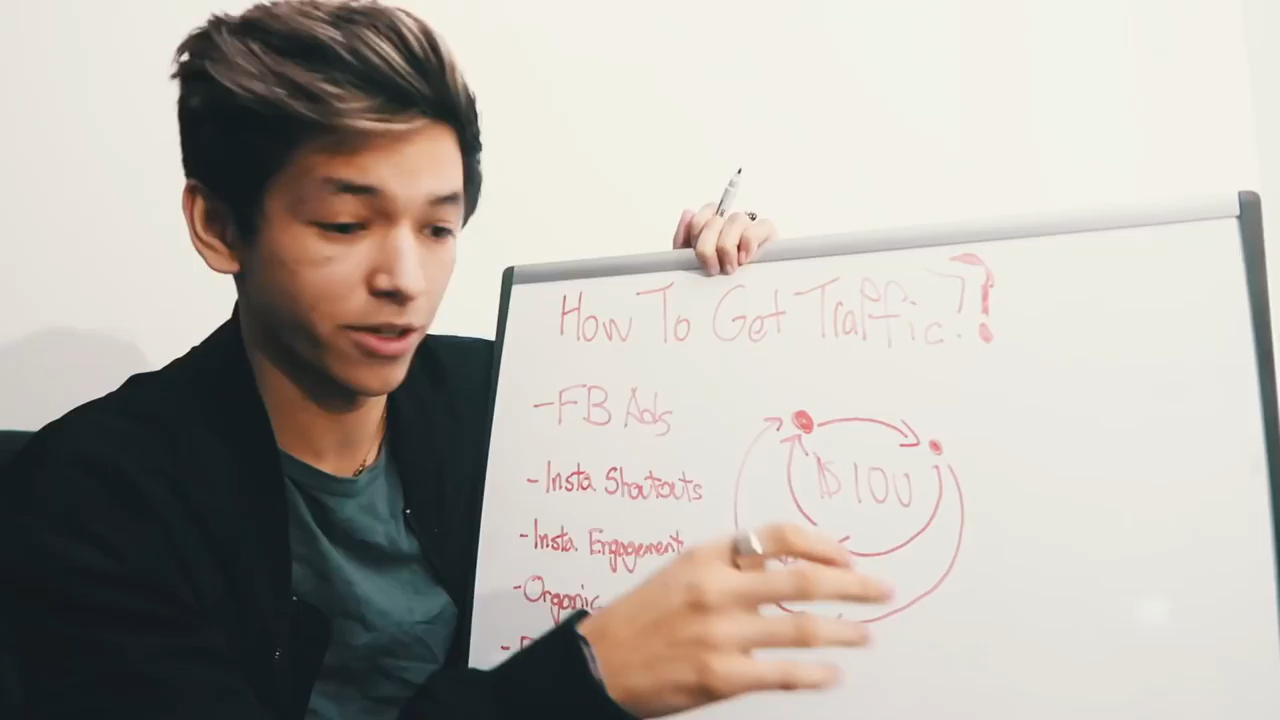 How To Get Traffic??!
-FB Ads
-Insta Shoutouts
-Insta Engagement
-Organic
-
$100